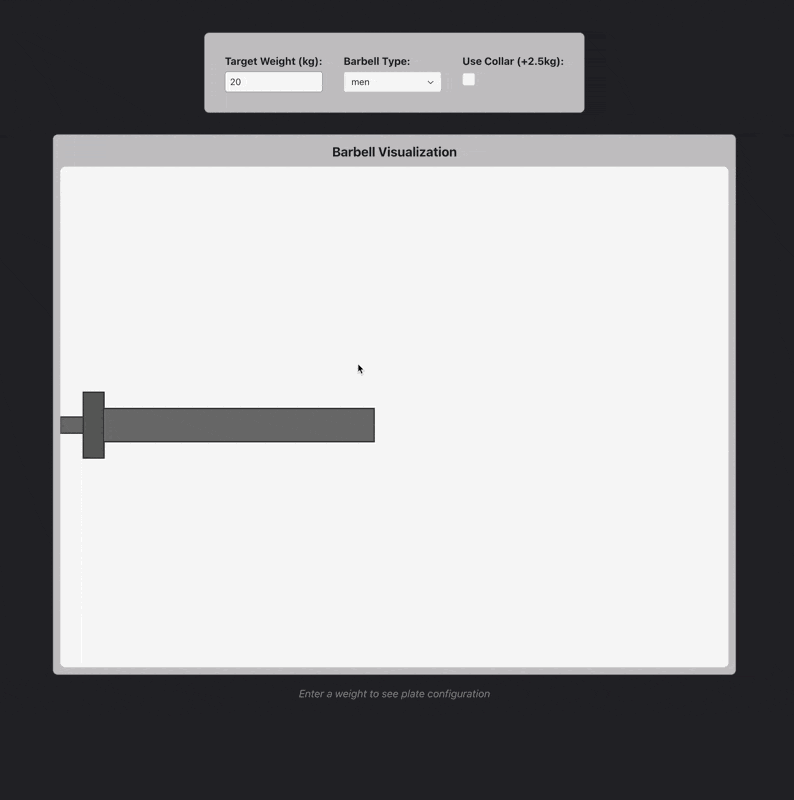 Target Weight (kg): Barbell Type: Use Collar (+2.5kg):
20 men
Barbell Visualization
Enter a weight to see plate configuration